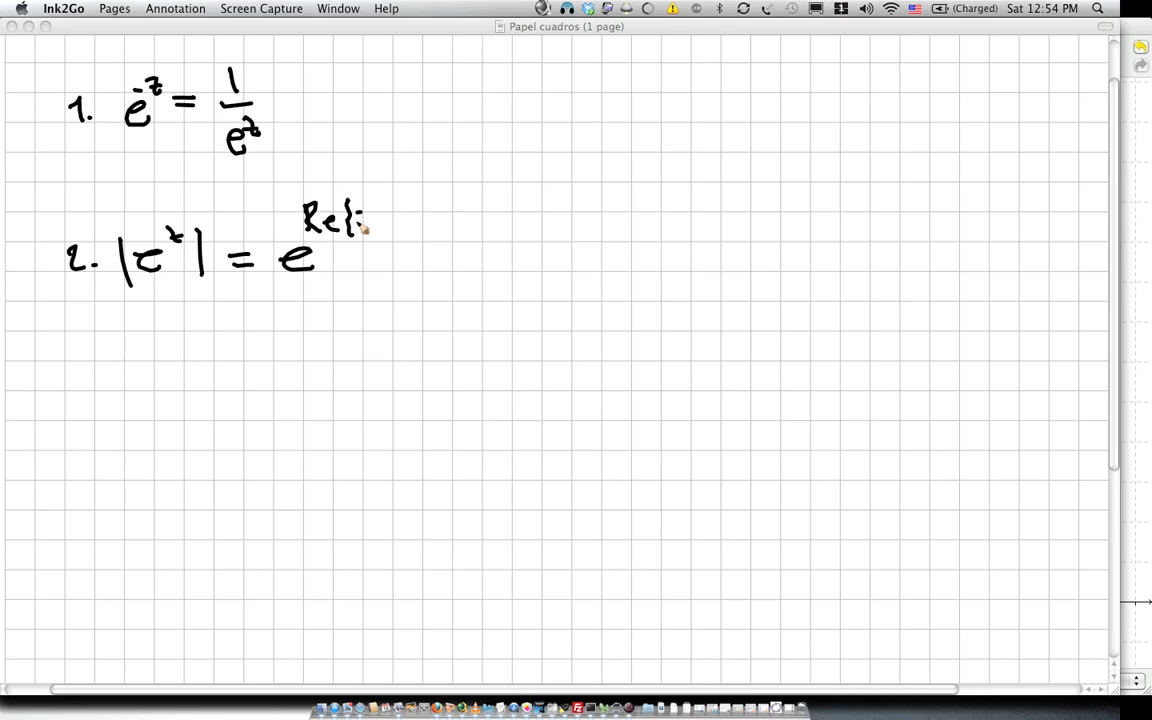 Ink2Go Pages Annotation Screen Capture Window Help (Charged) Sat 12:54 PM
Papel cuadros (1 page)
1. e^-z = 1/e^z
2. |e^z| = e^Re{